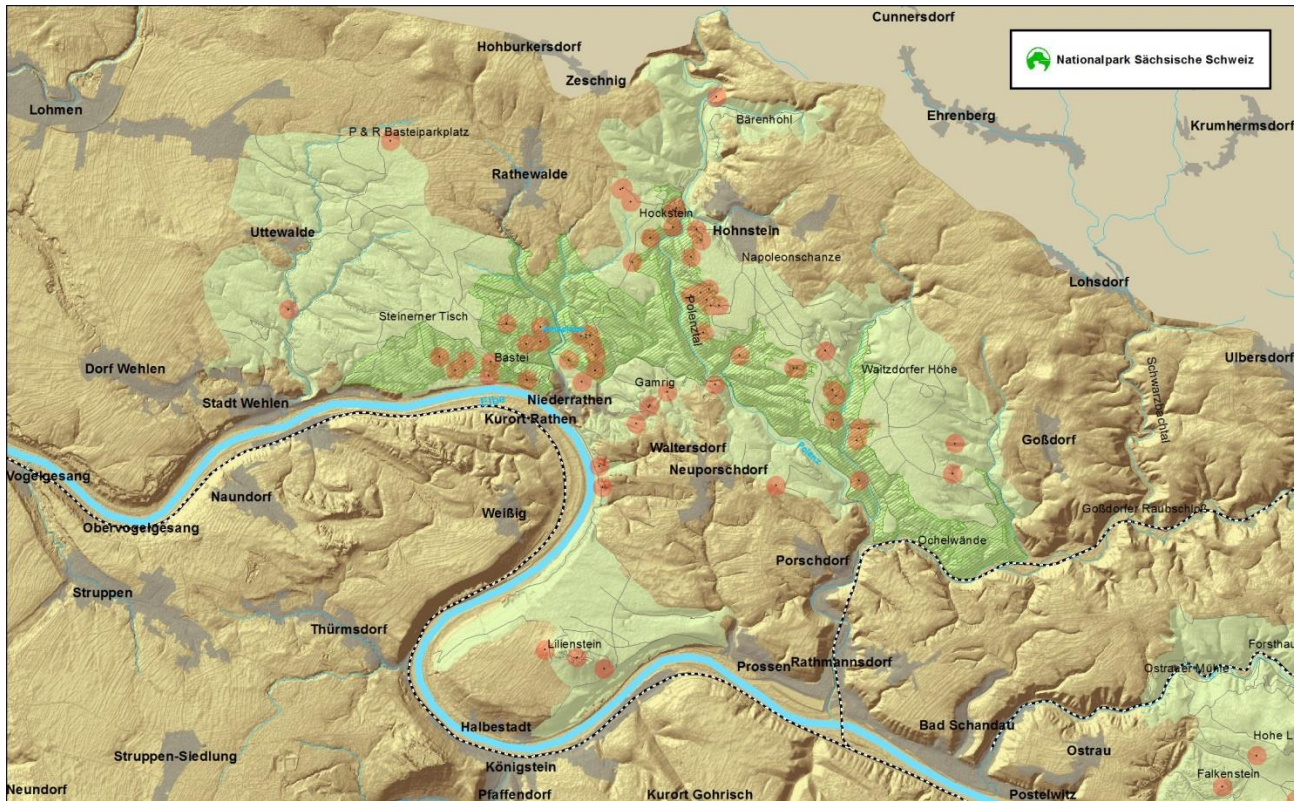 Cunnersdorf
Hohburkersdorf
Nationalpark Sächsische Schweiz
Zeschnig
Lohmen
Bärenhohl
Ehrenberg
Krumhermsdorf
P & R Basteiparkplatz
Rathewalde
Hockstein
Uttewalde
Hohnstein
Napoleonschanze
Lohsdorf
Steinerner Tisch
Polenztal
Bastei
Waitzdorfer Höhe
Schwarzbachtal
Ulbersdorf
Dorf Wehlen
Gamrig
Stadt Wehlen
Elbe
Niederrathen
Kurort Rathen
Goßdorf
Waltersdorf
Polenz
Vogelgesang
Naundorf
Neuporschdorf
Weißig
Obervogelgesang
Goßdorfer Raubschloß
Ochelwände
Porschdorf
Struppen
Thürmsdorf
Lilienstein
Forsthau
Prossen
Rathmannsdorf
Ostrauer Mühle
Halbestadt
Bad Schandau
Hohe L
Struppen-Siedlung
Ostrau
Königstein
Falkenstein
Neundorf
Pfaffendorf
Kurort Gohrisch
Postelwitz